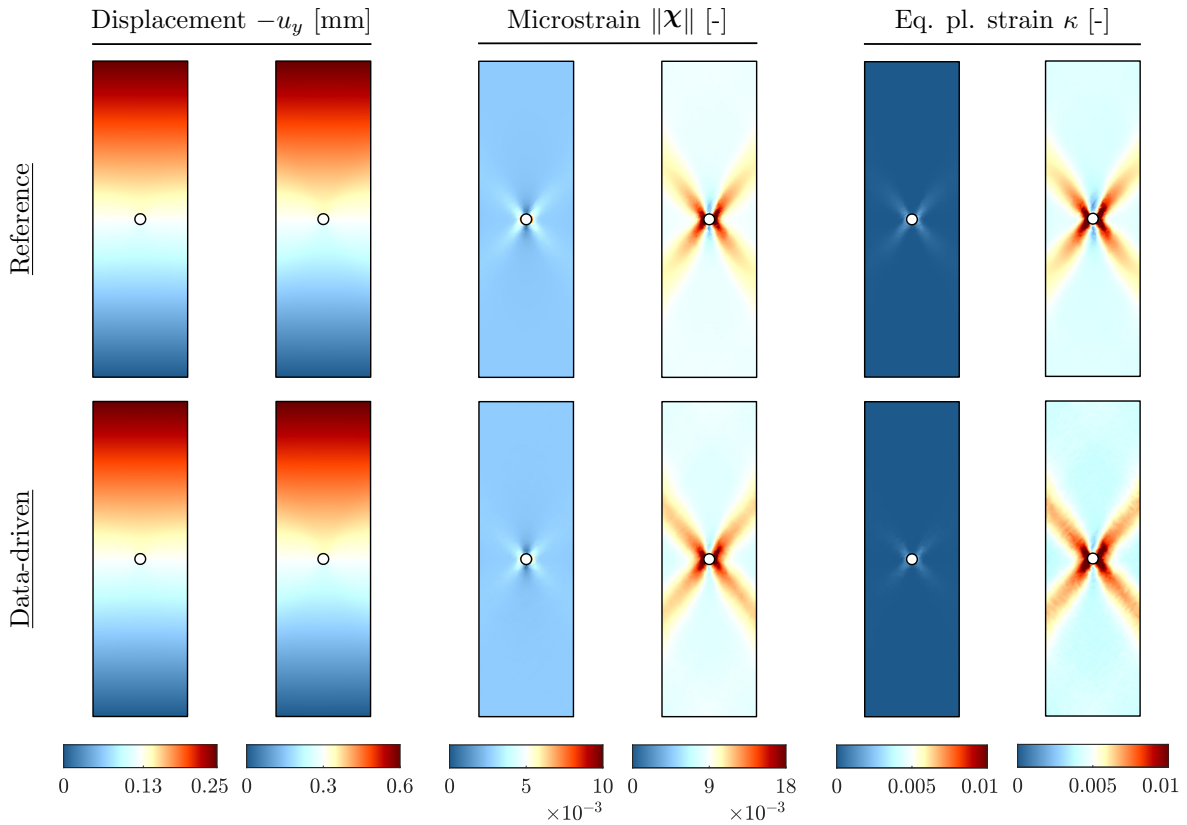 Displacement −u_y [mm]
Microstrain ‖𝝌‖ [-]
Eq. pl. strain κ [-]
Reference
Data-driven
0 0.13 0.25
0 0.3 0.6
0 5 10
×10⁻³
0 9 18
×10⁻³
0 0.005 0.01
0 0.005 0.01